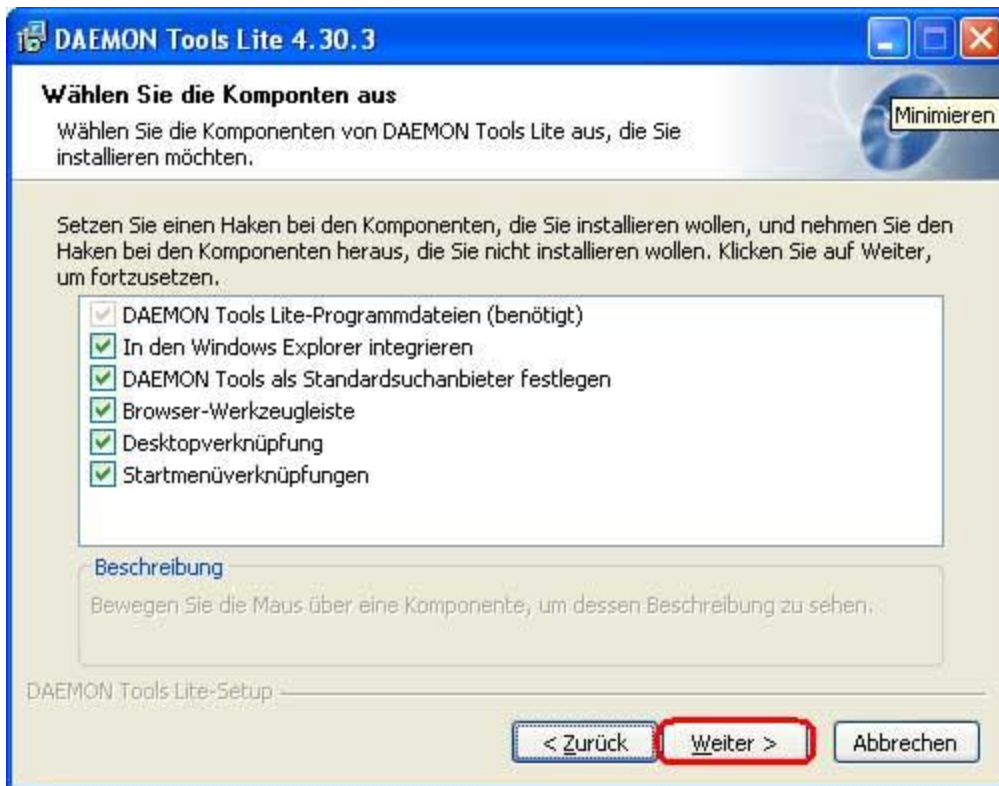 DAEMON Tools Lite 4.30.3
Wählen Sie die Komponten aus
Wählen Sie die Komponenten von DAEMON Tools Lite aus, die Sie
installieren möchten.
Minimieren
Setzen Sie einen Haken bei den Komponenten, die Sie installieren wollen, und nehmen Sie den
Haken bei den Komponenten heraus, die Sie nicht installieren wollen. Klicken Sie auf Weiter,
um fortzusetzen.
DAEMON Tools Lite-Programmdateien (benötigt)
In den Windows Explorer integrieren
DAEMON Tools als Standardsuchanbieter festlegen
Browser-Werkzeugleiste
Desktopverknüpfung
Startmenüverknüpfungen
Beschreibung
Bewegen Sie die Maus über eine Komponente, um dessen Beschreibung zu sehen.
DAEMON Tools Lite-Setup
< Zurück
Weiter >
Abbrechen